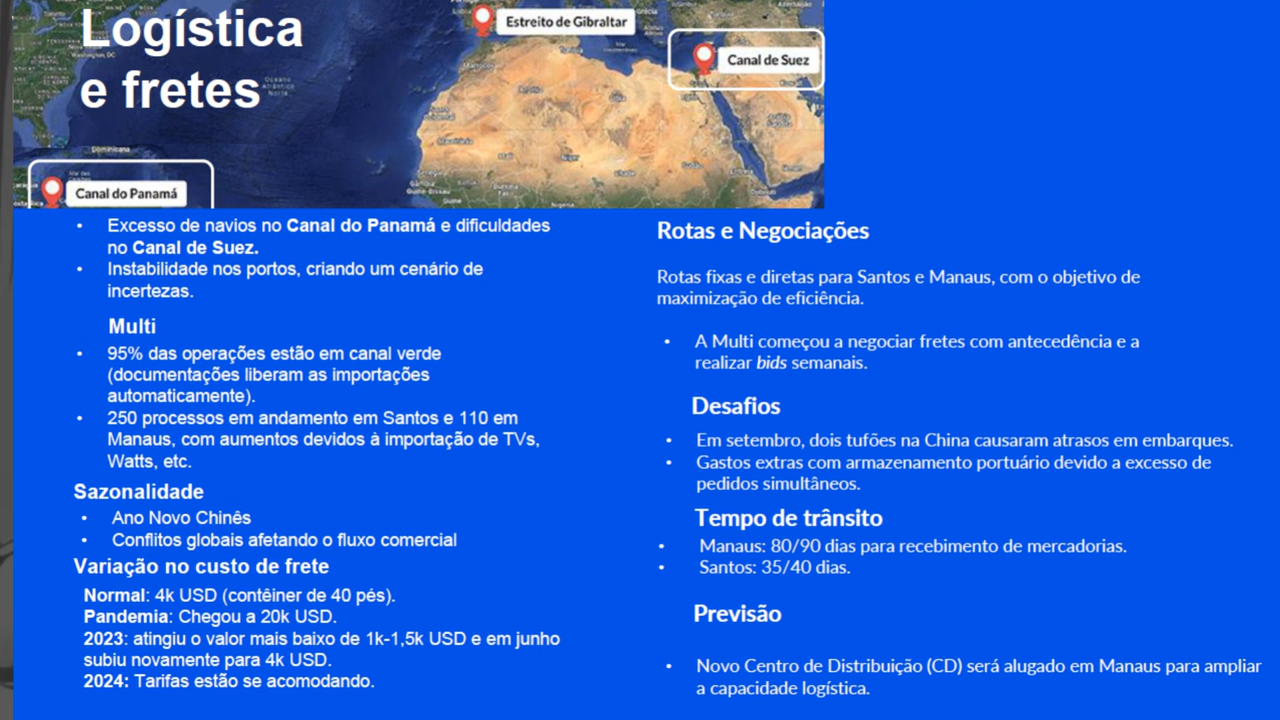 Logística
e fretes
Estreito de Gibraltar
Canal de Suez
Canal do Panamá
Oceano
Atlântico
Norte
Dominicana
• Excesso de navios no Canal do Panamá e dificuldades
no Canal de Suez.
• Instabilidade nos portos, criando um cenário de
incertezas.
Multi
• 95% das operações estão em canal verde
(documentações liberam as importações
automaticamente).
• 250 processos em andamento em Santos e 110 em
Manaus, com aumentos devidos à importação de TVs,
Watts, etc.
Sazonalidade
• Ano Novo Chinês
• Conflitos globais afetando o fluxo comercial
Variação no custo de frete
Normal: 4k USD (contêiner de 40 pés).
Pandemia: Chegou a 20k USD.
2023: atingiu o valor mais baixo de 1k-1,5k USD e em junho
subiu novamente para 4k USD.
2024: Tarifas estão se acomodando.
Rotas e Negociações
Rotas fixas e diretas para Santos e Manaus, com o objetivo de
maximização de eficiência.
• A Multi começou a negociar fretes com antecedência e a
realizar bids semanais.
Desafios
• Em setembro, dois tufões na China causaram atrasos em embarques.
• Gastos extras com armazenamento portuário devido a excesso de
pedidos simultâneos.
Tempo de trânsito
• Manaus: 80/90 dias para recebimento de mercadorias.
• Santos: 35/40 dias.
Previsão
• Novo Centro de Distribuição (CD) será alugado em Manaus para ampliar
a capacidade logística.